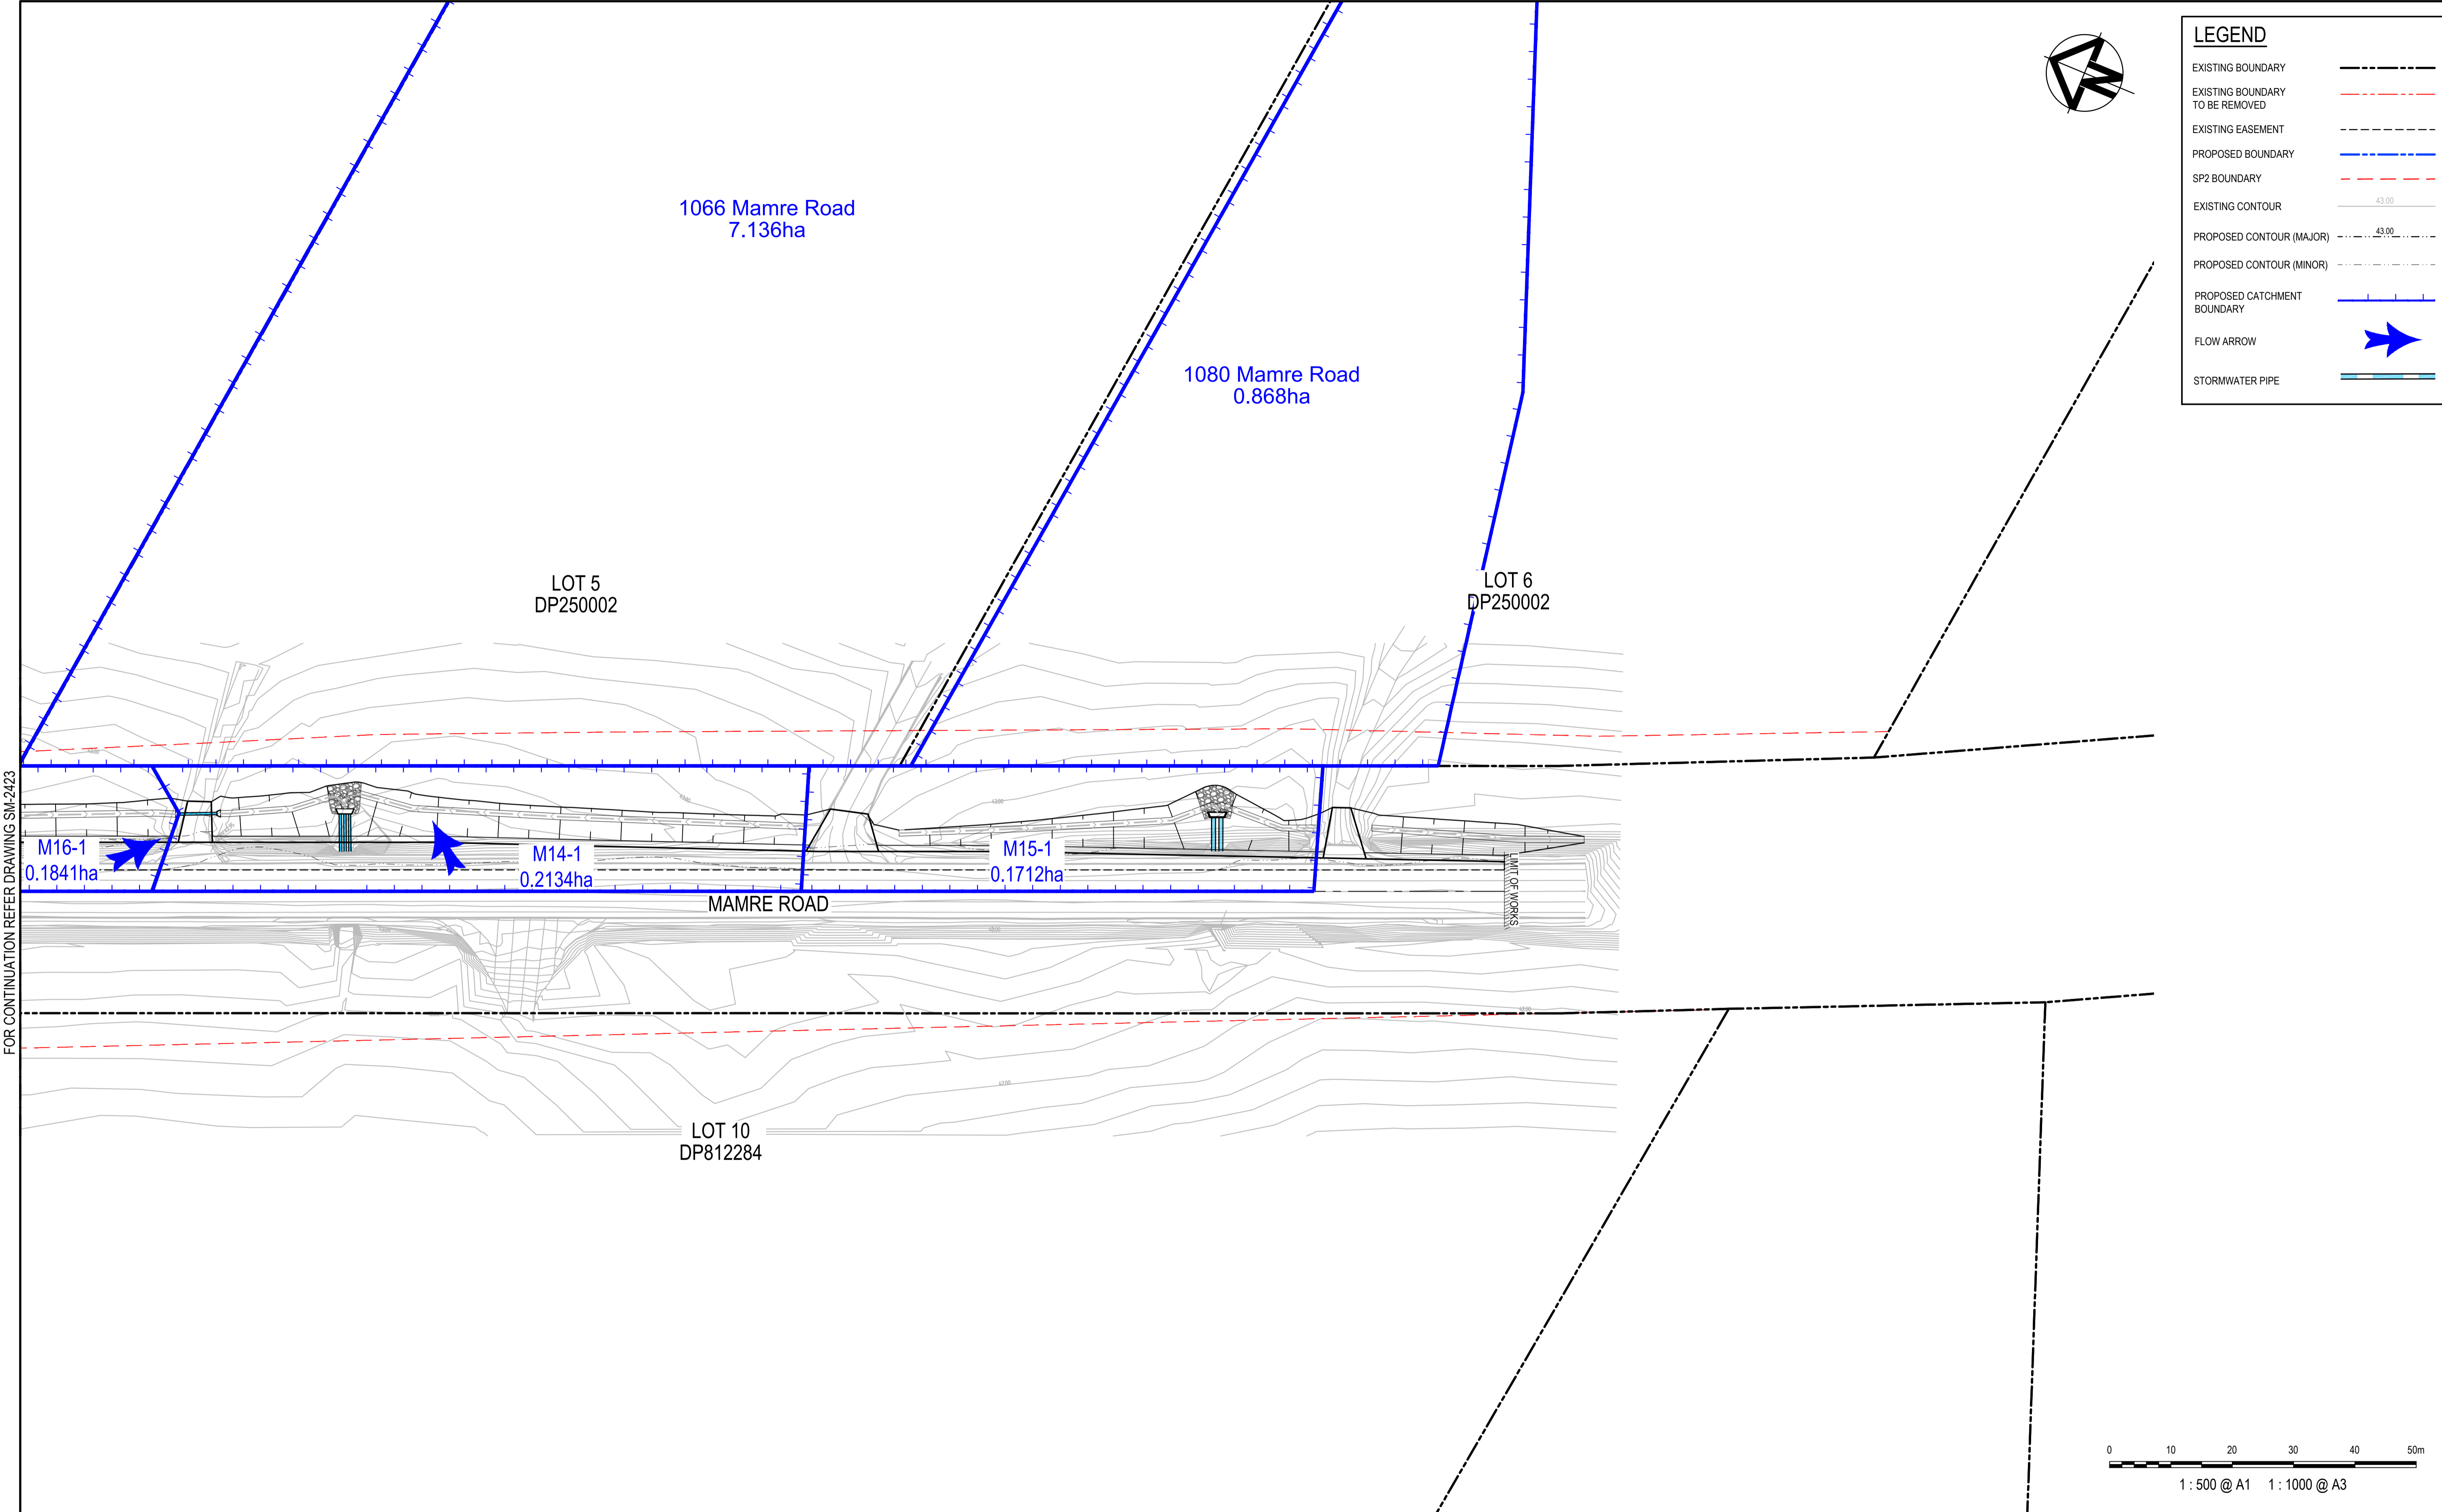 LEGEND
EXISTING BOUNDARY
EXISTING BOUNDARY
TO BE REMOVED
EXISTING EASEMENT
PROPOSED BOUNDARY
SP2 BOUNDARY
EXISTING CONTOUR
43.00
PROPOSED CONTOUR (MAJOR)
43.00
PROPOSED CONTOUR (MINOR)
PROPOSED CATCHMENT
BOUNDARY
FLOW ARROW
STORMWATER PIPE
N
1066 Mamre Road
7.136ha
1080 Mamre Road
0.868ha
LOT 5
DP250002
LOT 6
DP250002
FOR CONTINUATION REFER DRAWING SM-2423
M16-1
0.1841ha
M14-1
0.2134ha
M15-1
0.1712ha
LIMIT OF WORKS
MAMRE ROAD
LOT 10
DP812284
0 10 20 30 40 50m
1 : 500 @ A1 1 : 1000 @ A3